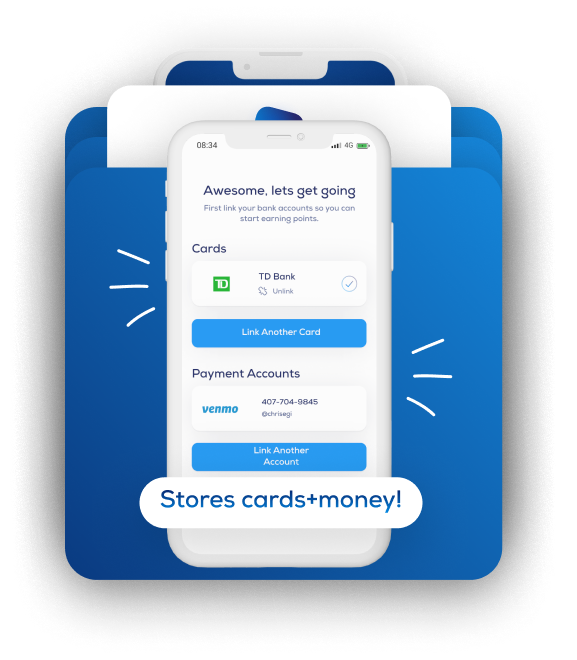 08:34
4G
Awesome, lets get going
First link your bank accounts so you can
start earning points.
Cards
TD
TD Bank
Unlink
Link Another Card
Payment Accounts
venmo
407-704-9845
@chrisegi
Link Another
Account
Stores cards+money!